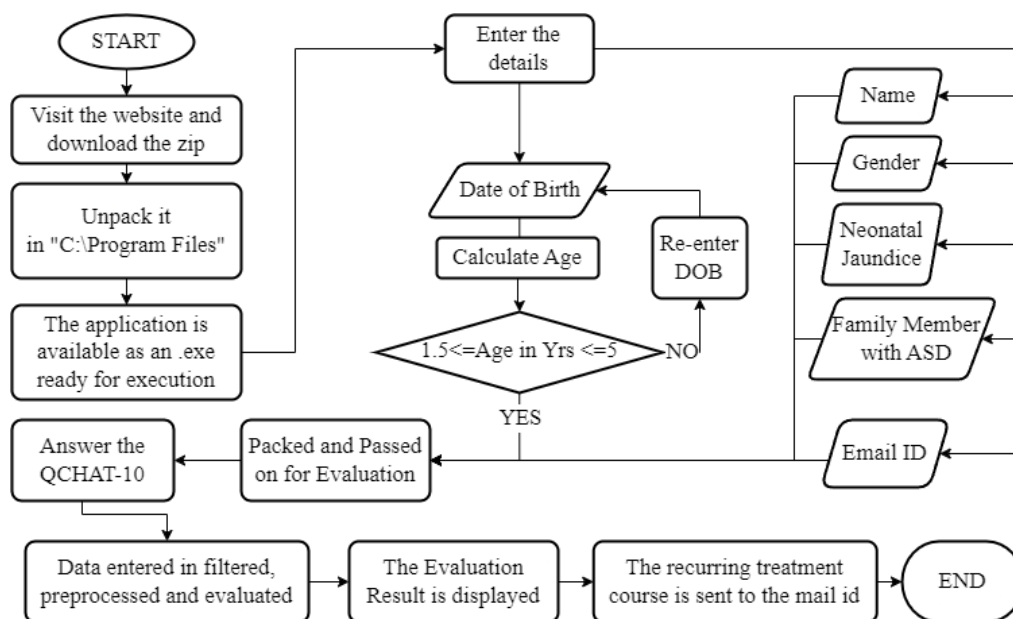 START
Visit the website and
download the zip
Unpack it
in "C:\Program Files"
The application is
available as an .exe
ready for execution
Enter the
details
Date of Birth
Calculate Age
1.5<=Age in Yrs <=5
NO
Re-enter
DOB
YES
Name
Gender
Neonatal
Jaundice
Family Member
with ASD
Email ID
Packed and Passed
on for Evaluation
Answer the
QCHAT-10
Data entered in filtered,
preprocessed and evaluated
The Evaluation
Result is displayed
The recurring treatment
course is sent to the mail id
END